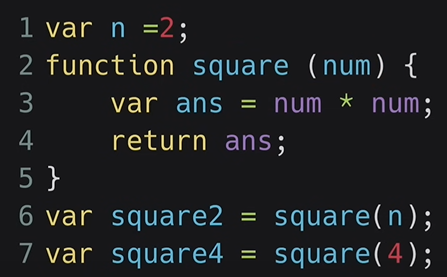 1 var n =2;
2 function square (num) {
3     var ans = num * num;
4     return ans;
5 }
6 var square2 = square(n);
7 var square4 = square(4);